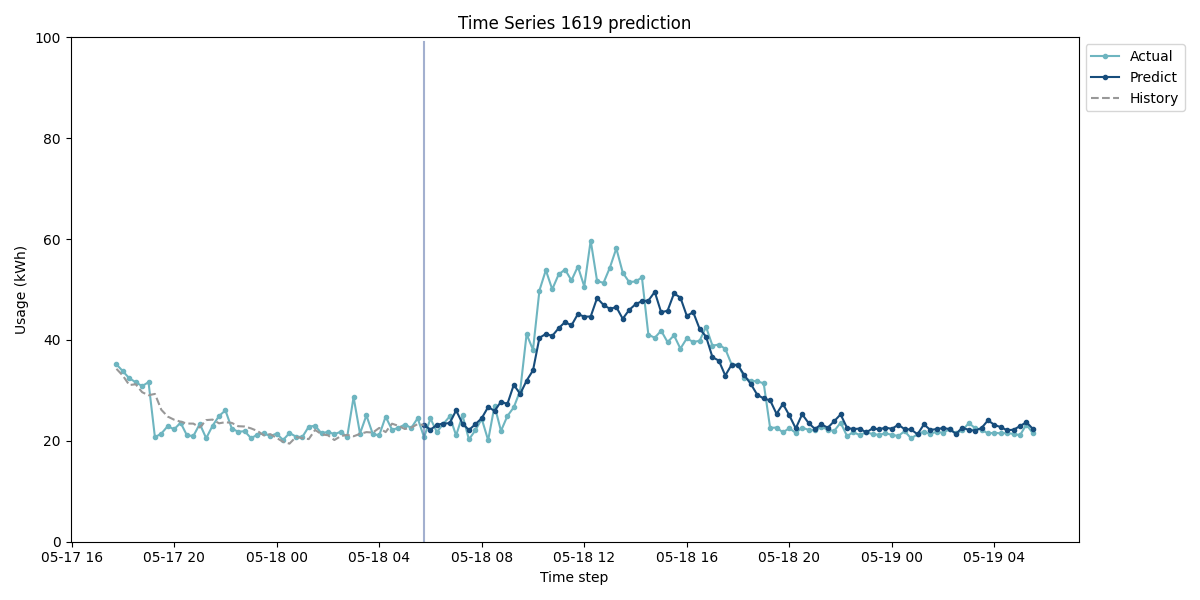 Time Series 1619 prediction
100
80
60
40
20
0
Usage (kWh)
05-17 16
05-17 20
05-18 00
05-18 04
05-18 08
05-18 12
05-18 16
05-18 20
05-19 00
05-19 04
Time step
Actual
Predict
History